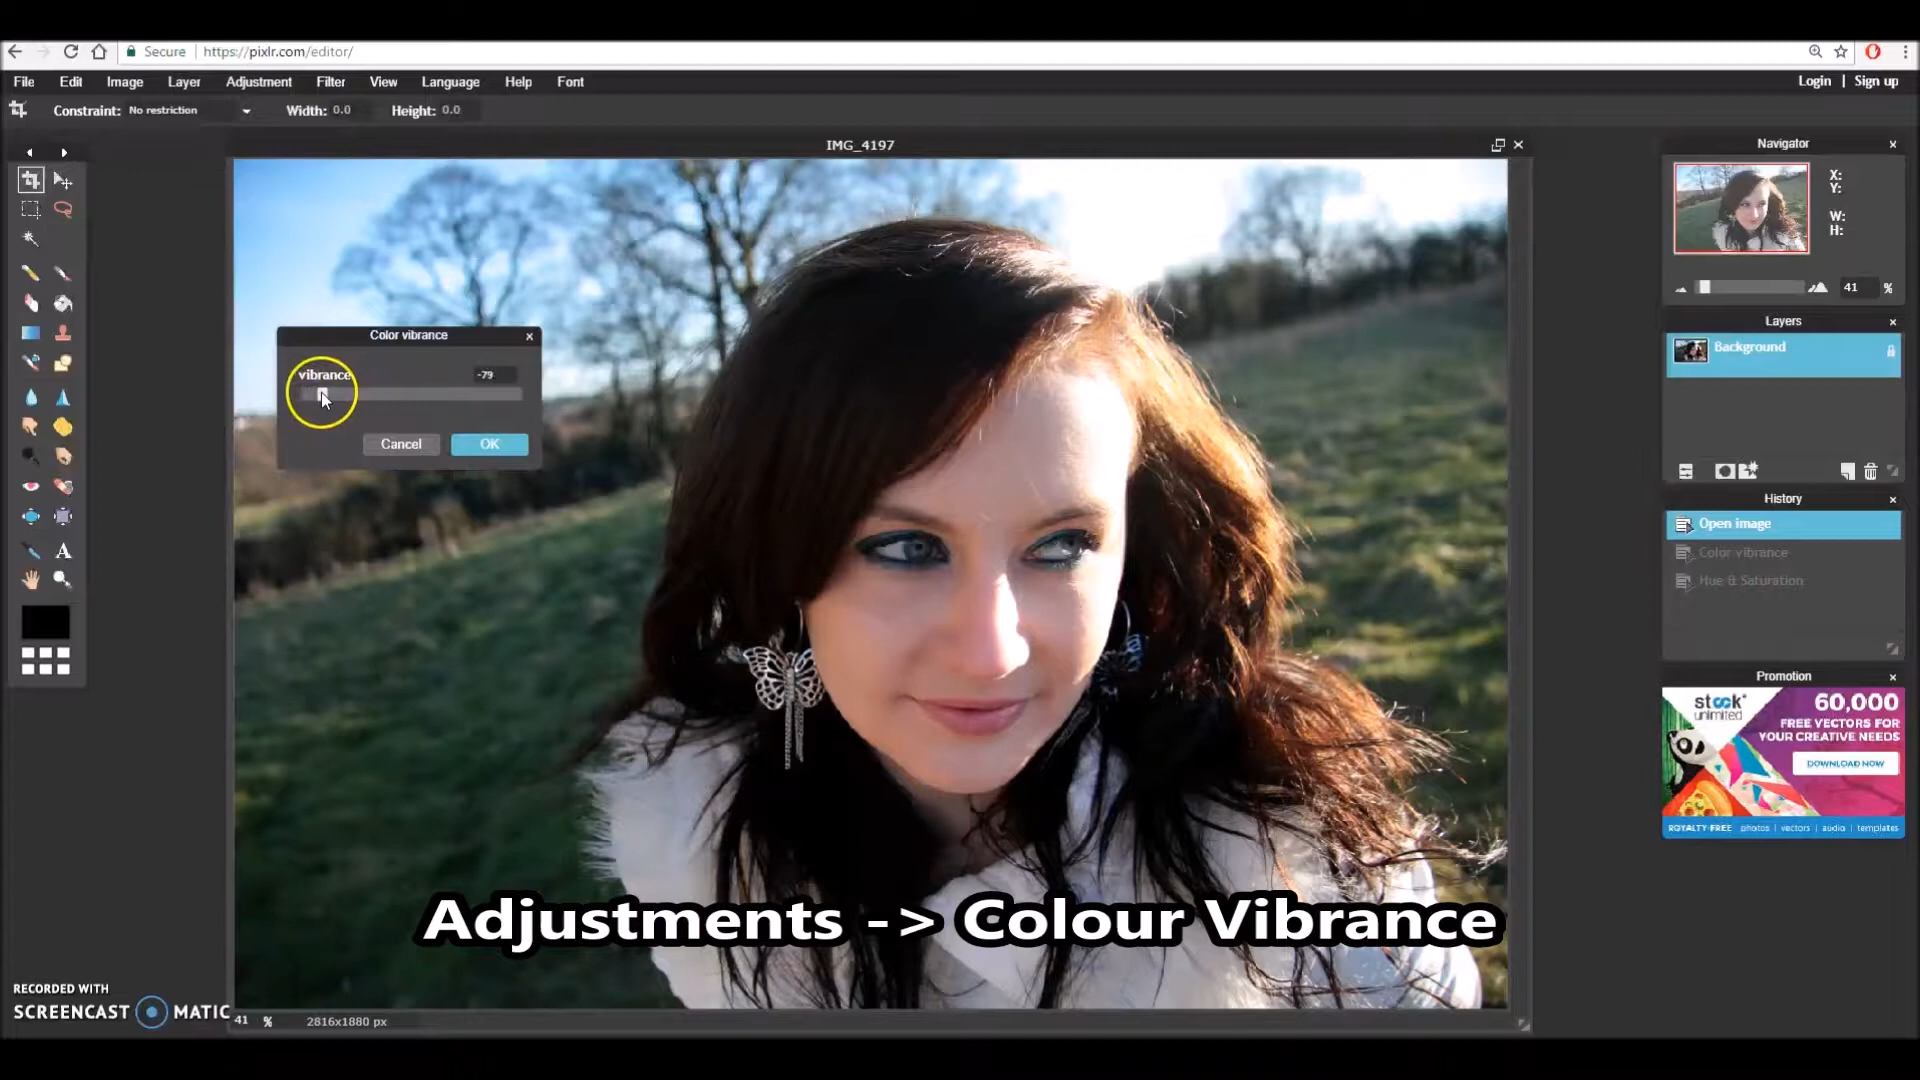 Secure https://pixlr.com/editor/
File Edit Image Layer Adjustment Filter View Language Help Font
Login | Sign up
Constraint: No restriction Width: 0.0 Height: 0.0
IMG_4197
Navigator
X:
Y:
W:
H:
41 %
Color vibrance
vibrance -79
Cancel OK
Layers
Background
History
Open image
Color vibrance
Hue & Saturation
A
Promotion
stock unlimited
60,000
FREE VECTORS FOR
YOUR CREATIVE NEEDS
DOWNLOAD NOW
ROYALTY-FREE photos | vectors | audio | templates
Adjustments -> Colour Vibrance
RECORDED WITH
SCREENCAST MATIC
41 % 2816x1880 px